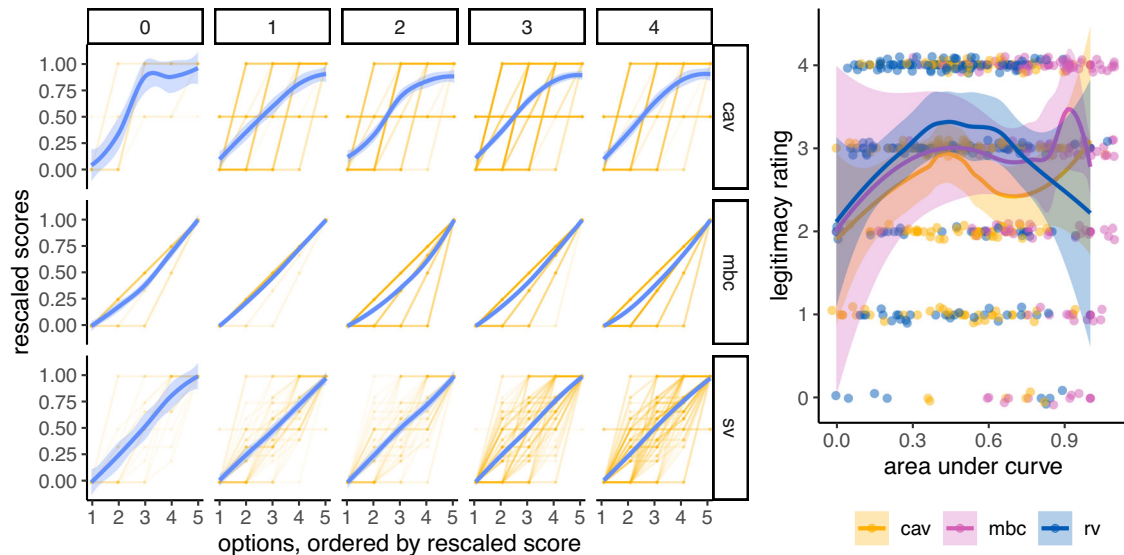 0 1 2 3 4
rescaled scores
1.00
0.75
0.50
0.25
0.00
cav
1.00
0.75
0.50
0.25
0.00
mbc
1.00
0.75
0.50
0.25
0.00
sv
1 2 3 4 5 1 2 3 4 5 1 2 3 4 5 1 2 3 4 5 1 2 3 4 5
options, ordered by rescaled score
legitimacy rating
4
3
2
1
0
0.0 0.3 0.6 0.9
area under curve
cav mbc rv